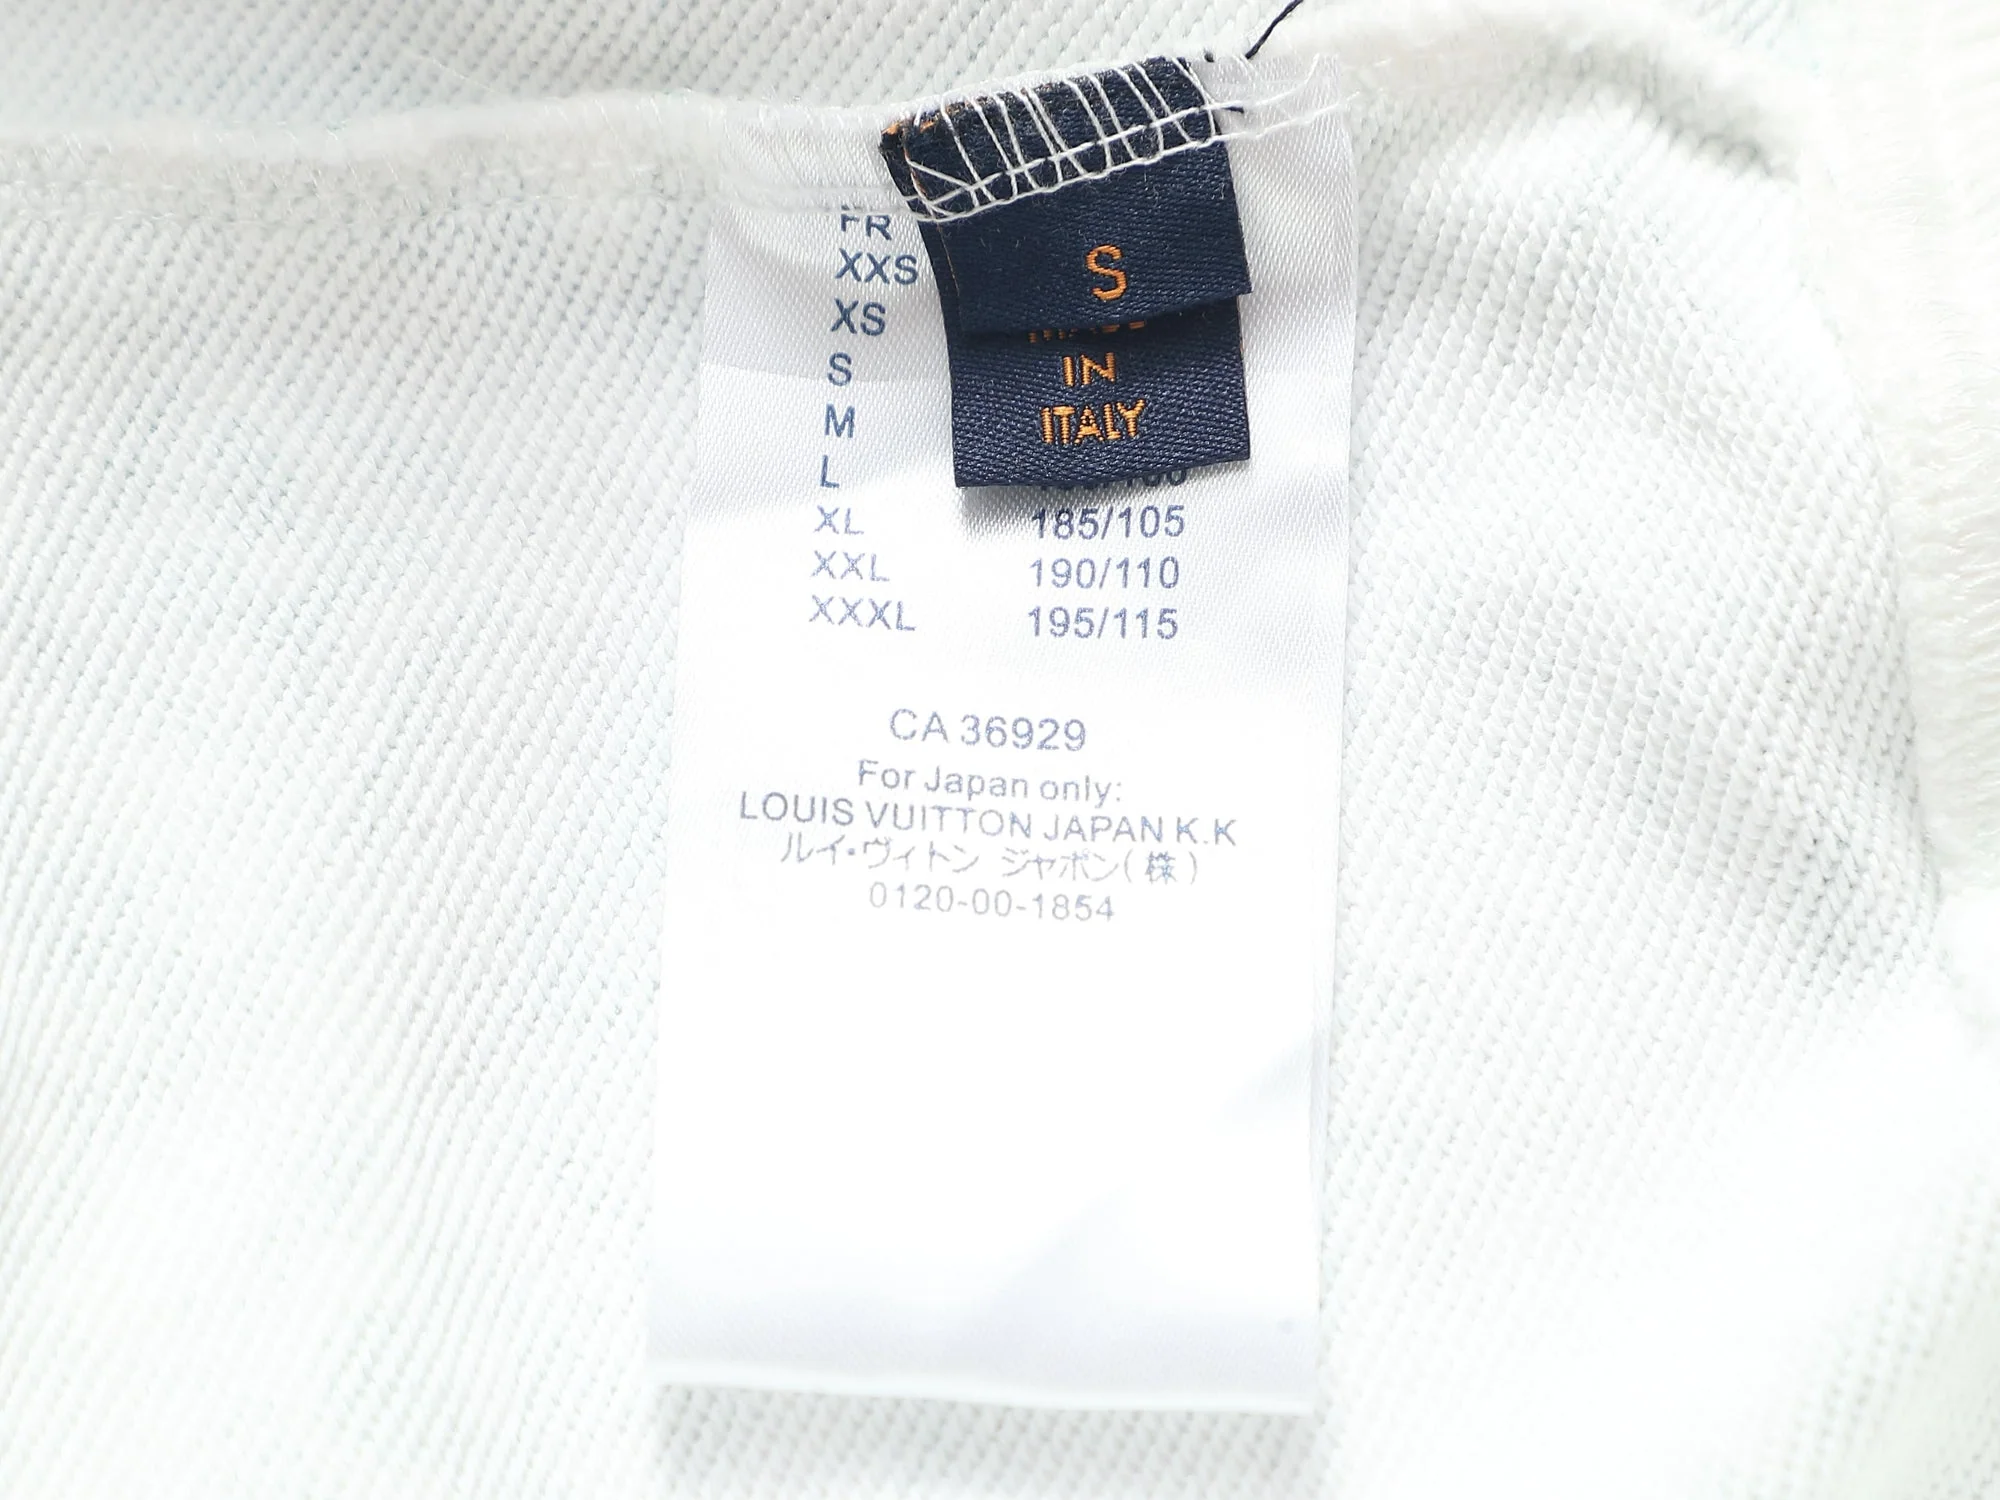 S
IN
ITALY
FR
XXS
XS
S
M
L
XL 185/105
XXL 190/110
XXXL 195/115
CA 36929
For Japan only:
LOUIS VUITTON JAPAN K.K
ルイ・ヴィトン ジャポン(株)
0120-00-1854